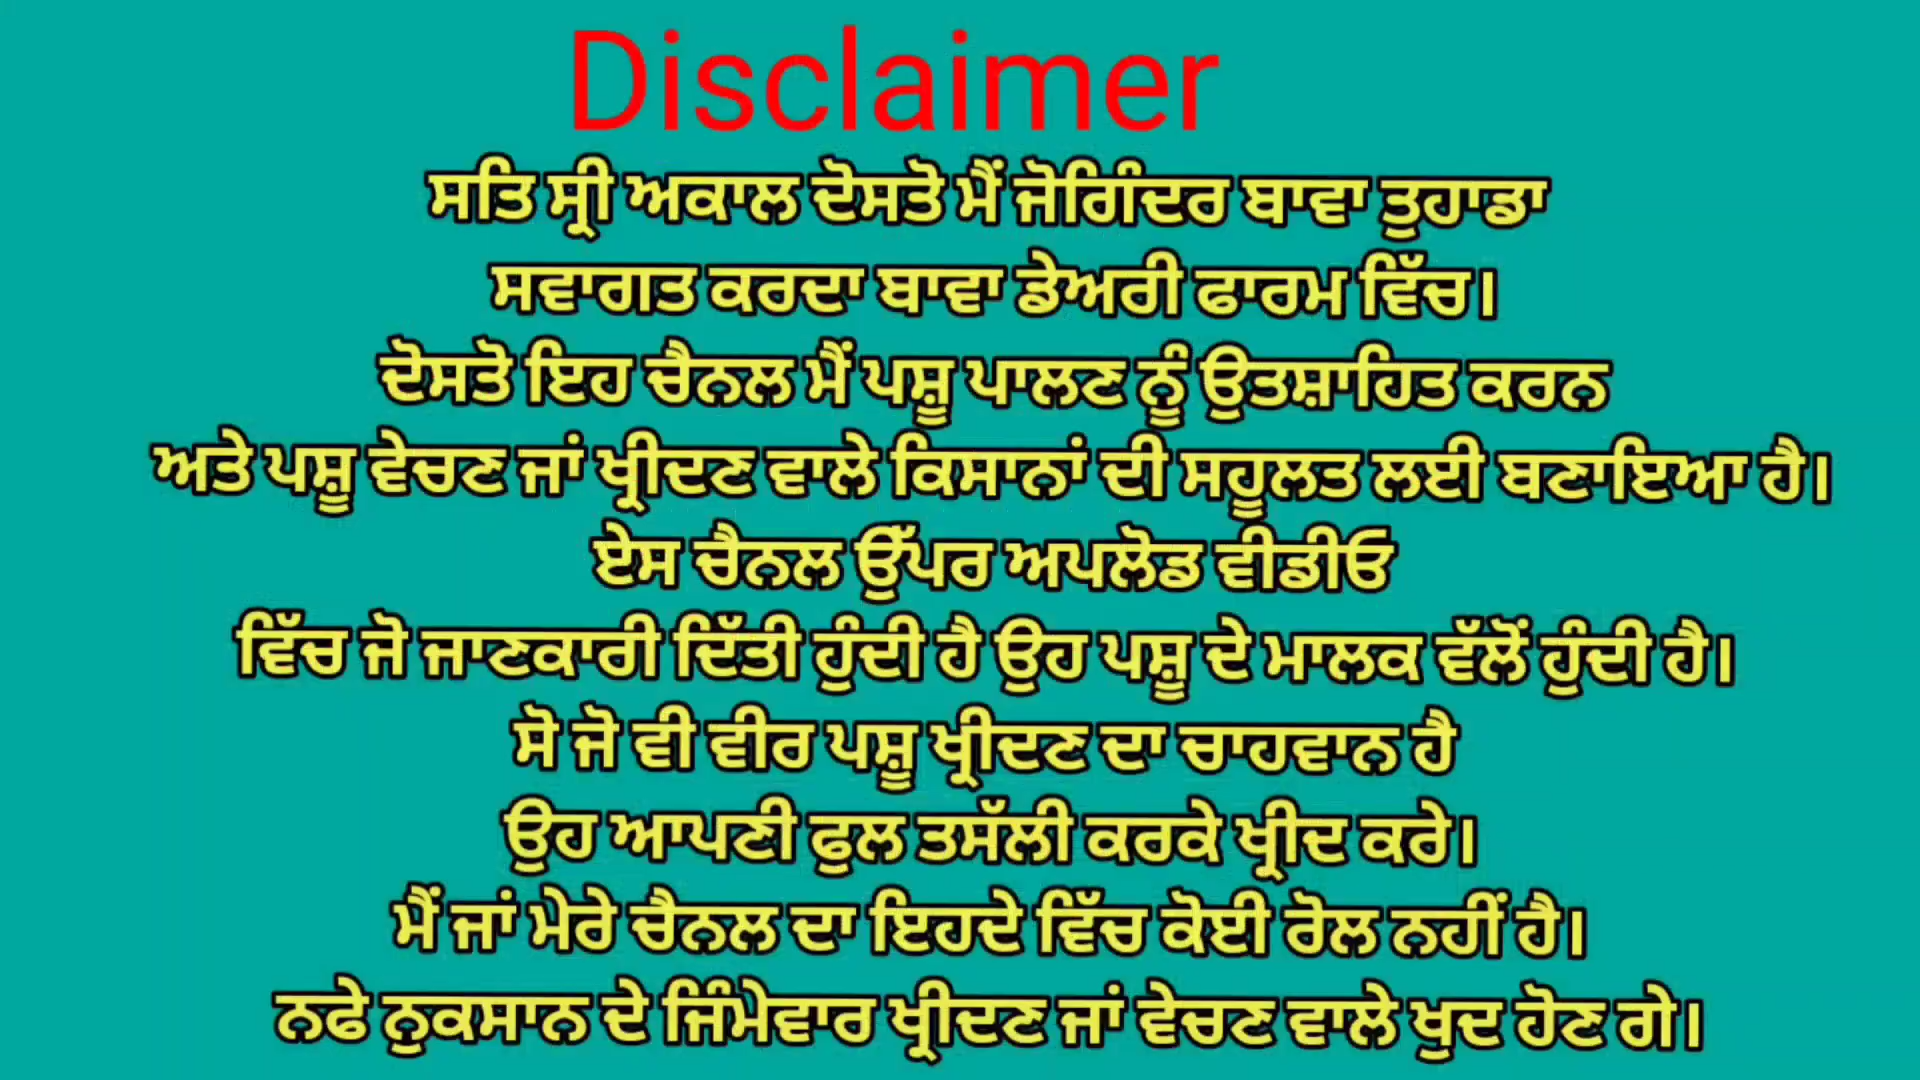 Disclaimer
ਸਤਿ ਸ੍ਰੀ ਅਕਾਲ ਦੋਸਤੋ ਮੈਂ ਜੋਗਿੰਦਰ ਬਾਵਾ ਤੁਹਾਡਾ
ਸਵਾਗਤ ਕਰਦਾ ਬਾਵਾ ਡੇਅਰੀ ਫਾਰਮ ਵਿੱਚ।
ਦੋਸਤੋ ਇਹ ਚੈਨਲ ਮੈਂ ਪਸ਼ੂ ਪਾਲਣ ਨੂੰ ਉਤਸ਼ਾਹਿਤ ਕਰਨ
ਅਤੇ ਪਸ਼ੂ ਵੇਚਣ ਜਾਂ ਖ੍ਰੀਦਣ ਵਾਲੇ ਕਿਸਾਨਾਂ ਦੀ ਸਹੂਲਤ ਲਈ ਬਣਾਇਆ ਹੈ।
ਏਸ ਚੈਨਲ ਉੱਪਰ ਅਪਲੋਡ ਵੀਡੀਓ
ਵਿੱਚ ਜੋ ਜਾਣਕਾਰੀ ਦਿੱਤੀ ਹੁੰਦੀ ਹੈ ਉਹ ਪਸ਼ੂ ਦੇ ਮਾਲਕ ਵੱਲੋਂ ਹੁੰਦੀ ਹੈ।
ਸੋ ਜੋ ਵੀ ਵੀਰ ਪਸ਼ੂ ਖ੍ਰੀਦਣ ਦਾ ਚਾਹਵਾਨ ਹੈ
ਉਹ ਆਪਣੀ ਫੁਲ ਤਸੱਲੀ ਕਰਕੇ ਖ੍ਰੀਦ ਕਰੇ।
ਮੈਂ ਜਾਂ ਮੇਰੇ ਚੈਨਲ ਦਾ ਇਹਦੇ ਵਿੱਚ ਕੋਈ ਰੋਲ ਨਹੀਂ ਹੈ।
ਨਫੇ ਨੁਕਸਾਨ ਦੇ ਜਿੰਮੇਵਾਰ ਖ੍ਰੀਦਣ ਜਾਂ ਵੇਚਣ ਵਾਲੇ ਖੁਦ ਹੋਣ ਗੇ।